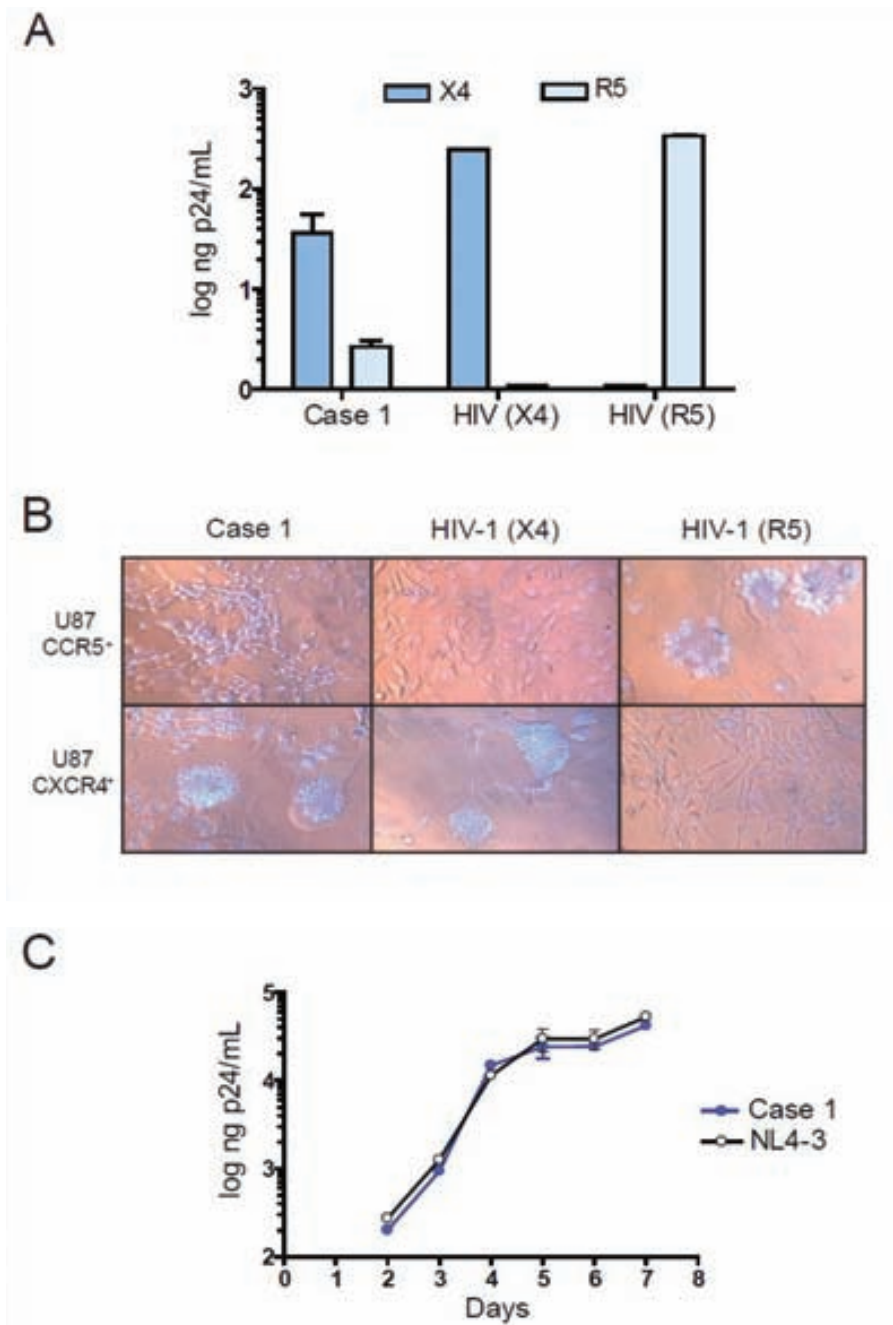 A
X4 R5
log ng p24/mL
3
2
1
0
Case 1 HIV (X4) HIV (R5)
B
Case 1 HIV-1 (X4) HIV-1 (R5)
U87
CCR5+
U87
CXCR4+
C
log ng p24/mL
5
4
3
2
0 1 2 3 4 5 6 7 8
Days
Case 1
NL4-3